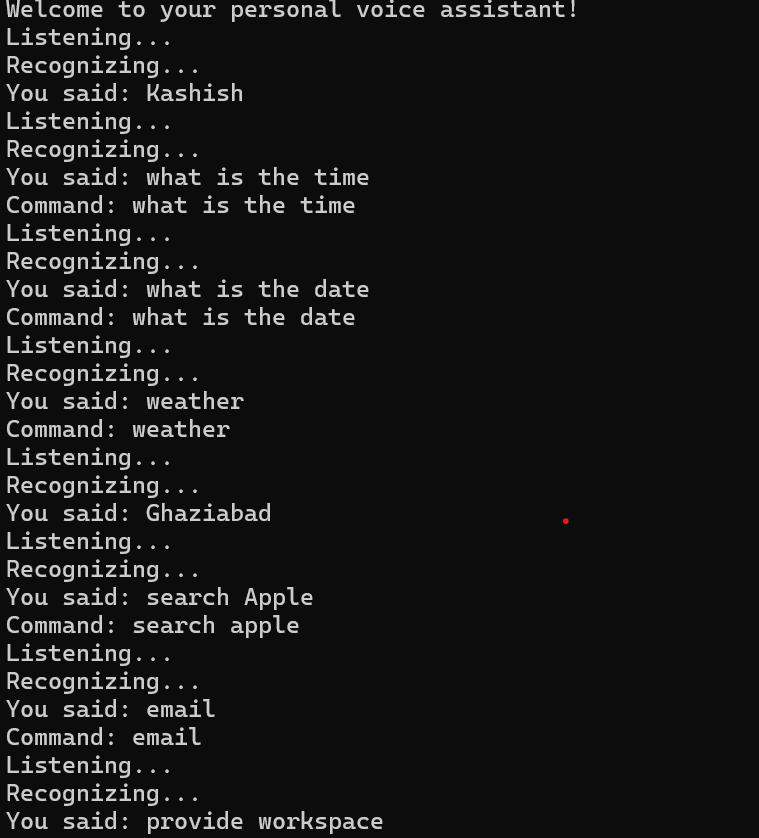 Welcome to your personal voice assistant!
Listening...
Recognizing...
You said: Kashish
Listening...
Recognizing...
You said: what is the time
Command: what is the time
Listening...
Recognizing...
You said: what is the date
Command: what is the date
Listening...
Recognizing...
You said: weather
Command: weather
Listening...
Recognizing...
You said: Ghaziabad
Listening...
Recognizing...
You said: search Apple
Command: search apple
Listening...
Recognizing...
You said: email
Command: email
Listening...
Recognizing...
You said: provide workspace